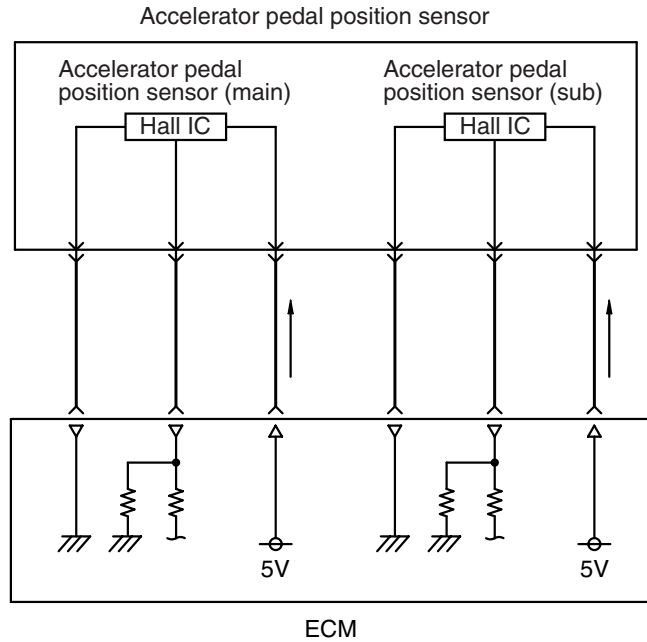 Accelerator pedal position sensor
Accelerator pedal
position sensor (main)
Accelerator pedal
position sensor (sub)
Hall IC
Hall IC
5V
5V
ECM